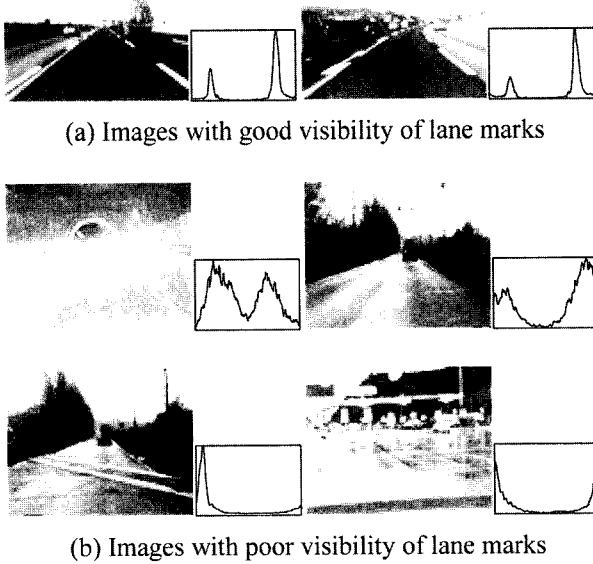 (a) Images with good visibility of lane marks
(b) Images with poor visibility of lane marks